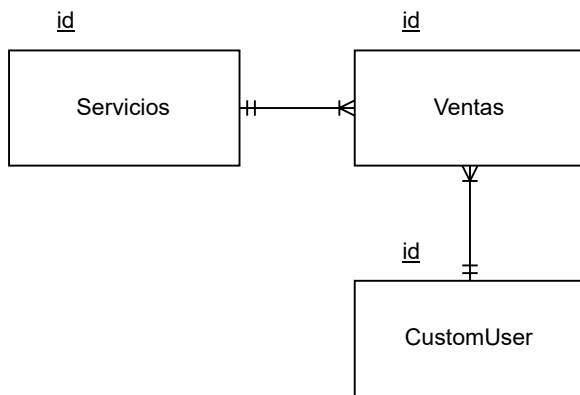 id
id
Servicios
Ventas
id
CustomUser